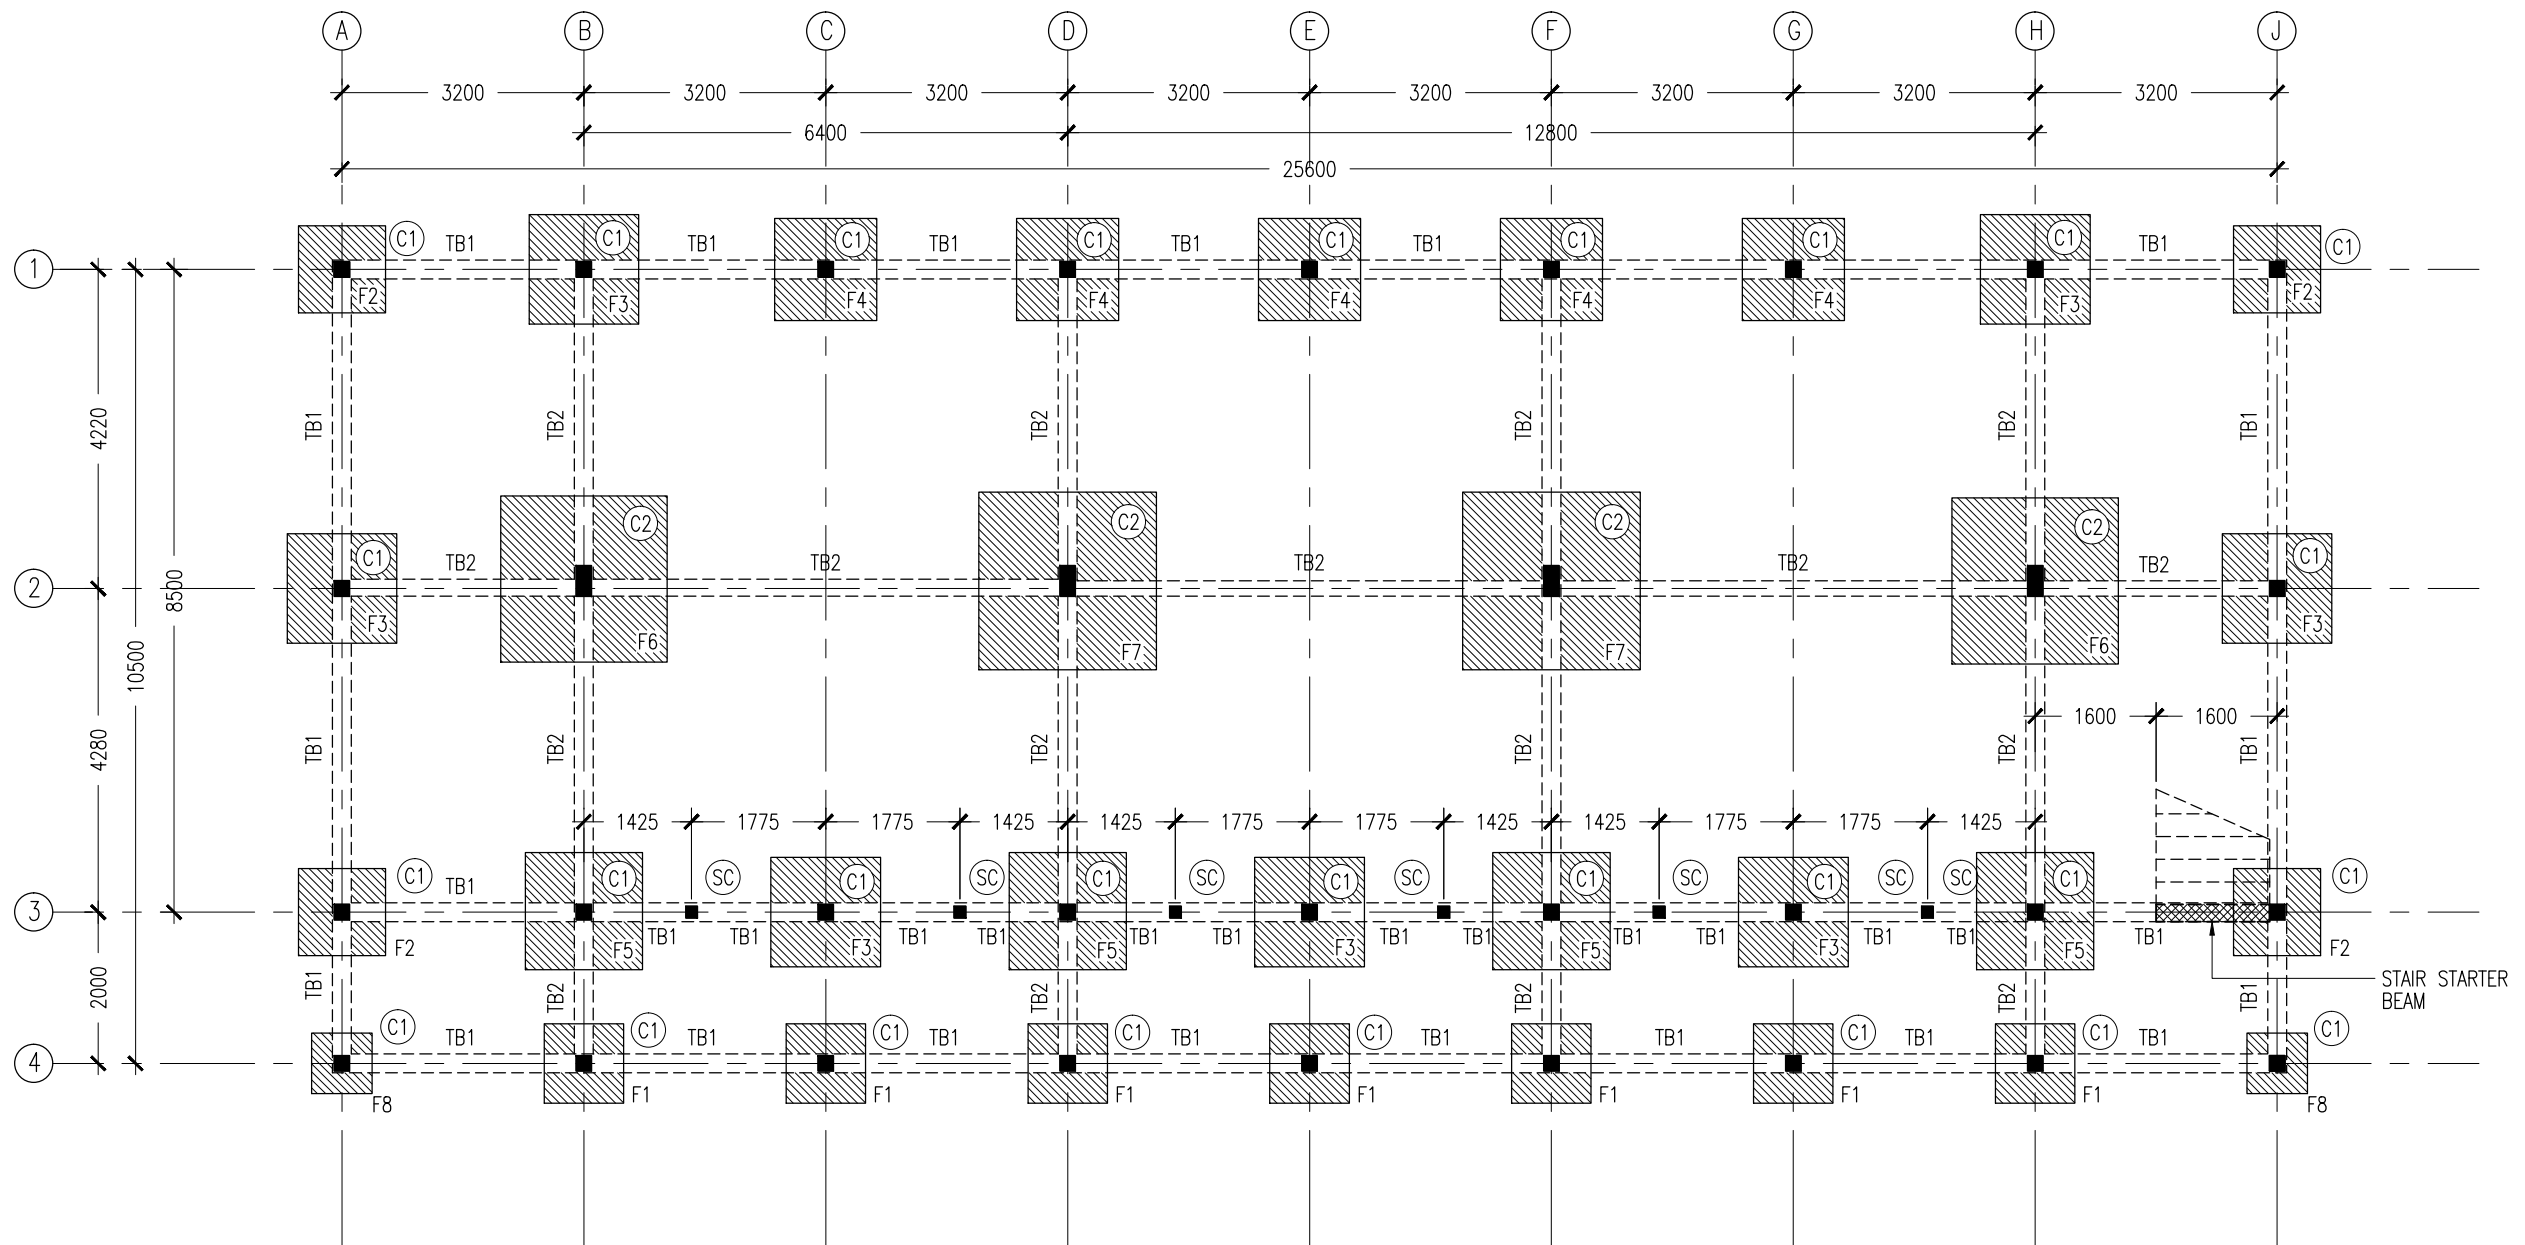 A B C D E F G H J
3200 3200 3200 3200 3200 3200 3200 3200
6400 12800
25600
C1 TB1 C1 TB1 C1 TB1 C1 TB1 C1 TB1 C1 C1 C1 TB1 C1
1
F2 F3 F4 F4 F4 F4 F4 F3 F2
4220 TB1 TB2 TB2 TB2 TB2 TB1
C2 C2 C2 C2
C1 TB2 TB2 TB2 TB2 TB2 C1
2 8500
F3 F6 F7 F7 F6 F3
10500
1600 1600
4280 TB1 TB2 TB2 TB2 TB2 TB1
1425 1775 1775 1425 1425 1775 1775 1425 1425 1775 1775 1425
C1 TB1 C1 SC C1 SC C1 SC C1 SC C1 SC C1 SC SC C1 C1
3
F2 F5 TB1 TB1 F3 TB1 TB1 F5 TB1 TB1 F3 TB1 TB1 F5 TB1 TB1 F3 TB1 TB1 F5 TB1 F2
2000 TB1 TB2 TB2 TB2 TB2 TB1
STAIR STARTER
BEAM
C1 TB1 C1 TB1 C1 TB1 C1 TB1 C1 TB1 TB1 C1 TB1 C1 TB1 C1
4
F8 F1 F1 F1 F1 F1 F1 F1 F8